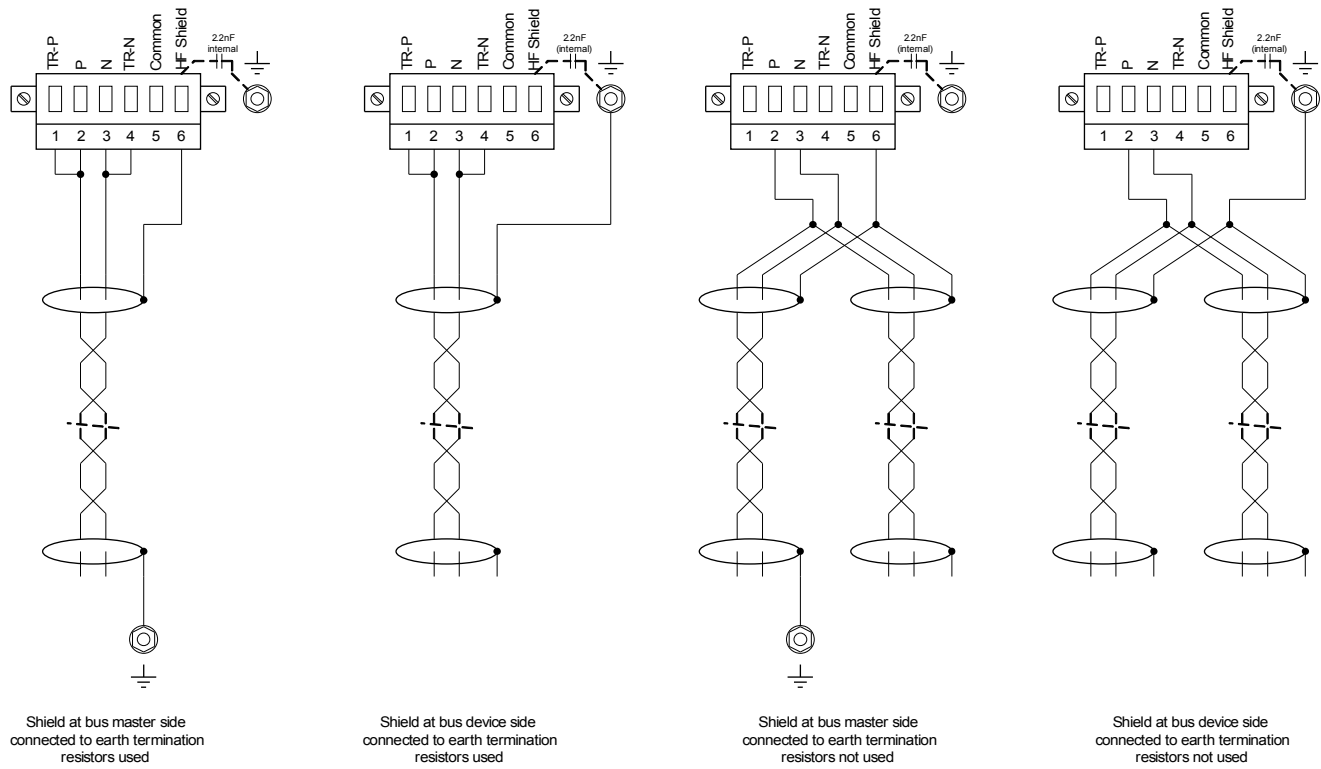 TR-P
P
N
TR-N
Common
HF Shield
2.2nF
internal
1 2 3 4 5 6
TR-P
P
N
TR-N
Common
HF Shield
2.2nF
(internal)
1 2 3 4 5 6
TR-P
P
N
TR-N
Common
HF Shield
2.2nF
(internal)
1 2 3 4 5 6
TR-P
P
N
TR-N
Common
HF Shield
2.2nF
(internal)
1 2 3 4 5 6
Shield at bus master side
connected to earth termination
resistors used
Shield at bus device side
connected to earth termination
resistors used
Shield at bus master side
connected to earth termination
resistors not used
Shield at bus device side
connected to earth termination
resistors not used